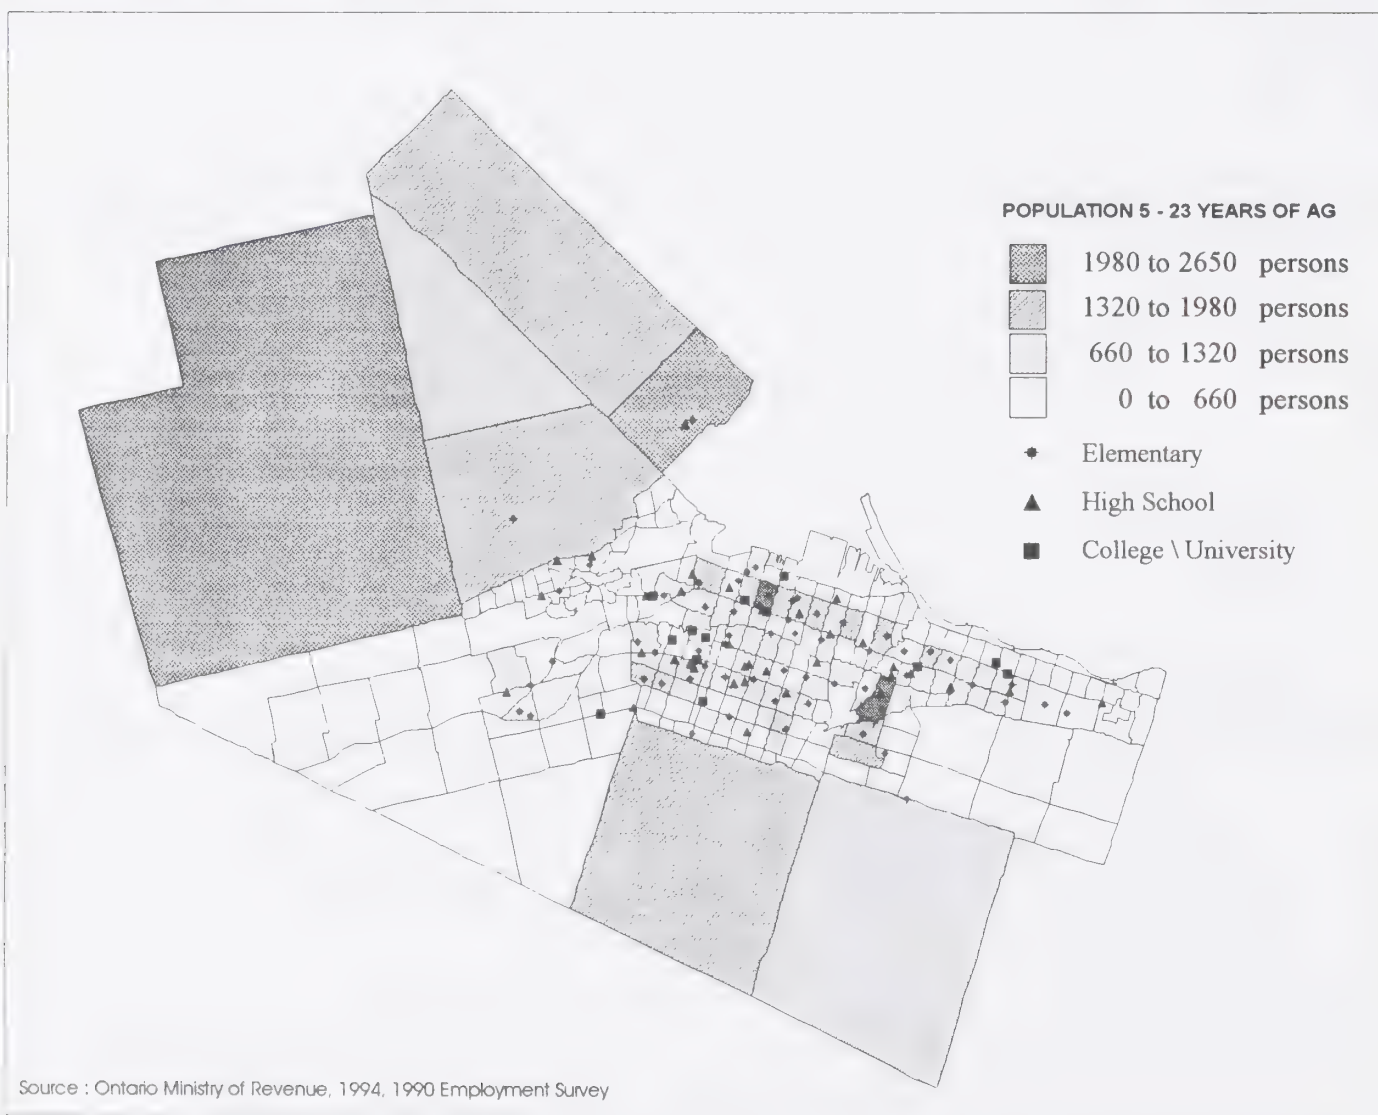 POPULATION 5 - 23 YEARS OF AG
1980 to 2650 persons
1320 to 1980 persons
660 to 1320 persons
0 to 660 persons
Elementary
High School
College \ University
Source : Ontario Ministry of Revenue, 1994, 1990 Employment Survey